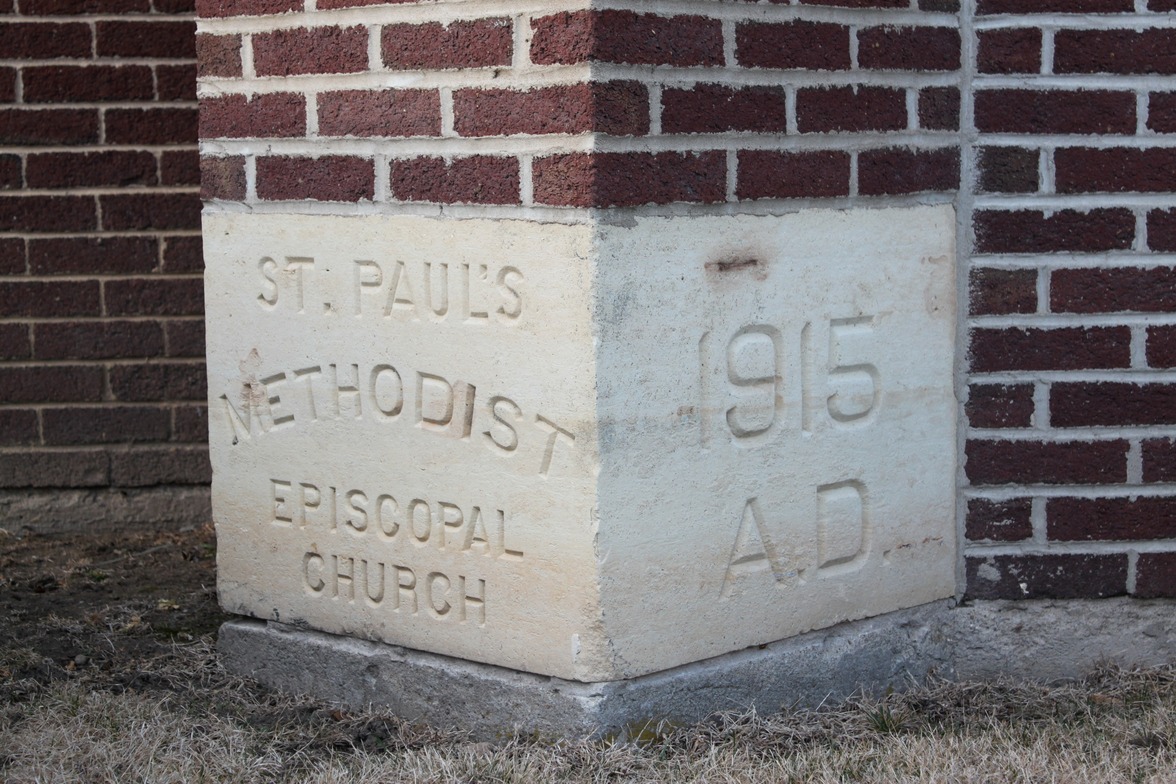 ST. PAUL'S
METHODIST
EPISCOPAL
CHURCH
1915
A.D.